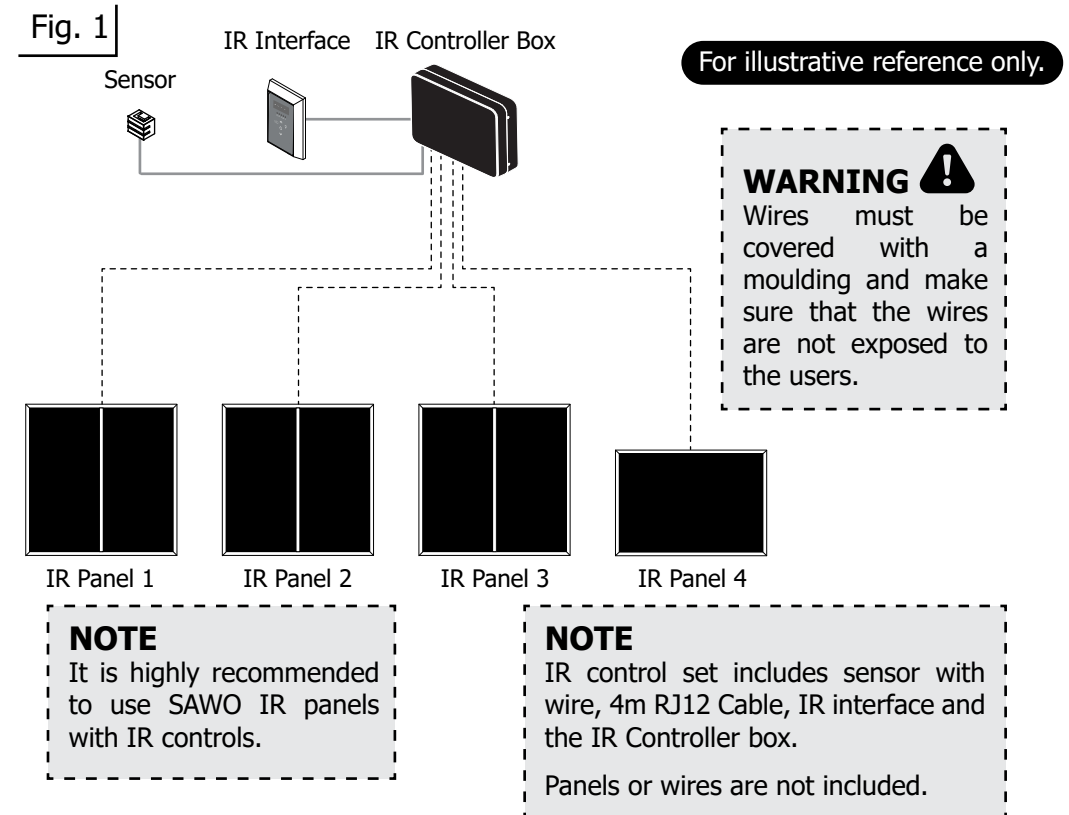 Fig. 1
IR Interface
IR Controller Box
Sensor
For illustrative reference only.
WARNING
Wires must be
covered with a
moulding and make
sure that the wires
are not exposed to
the users.
IR Panel 1
IR Panel 2
IR Panel 3
IR Panel 4
NOTE
It is highly recommended
to use SAWO IR panels
with IR controls.
NOTE
IR control set includes sensor with
wire, 4m RJ12 Cable, IR interface and
the IR Controller box.
Panels or wires are not included.